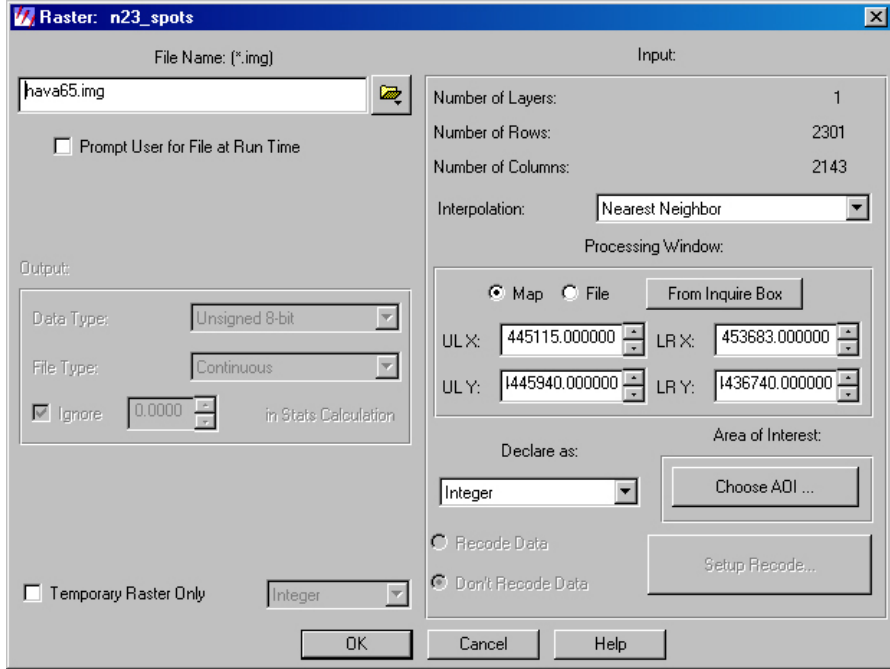 Raster: n23_spots
File Name: (*.img)
hava65.img
Prompt User for File at Run Time
Output:
Data Type: Unsigned 8-bit
File Type: Continuous
Ignore 0.0000 in Stats Calculation
Temporary Raster Only Integer
Input:
Number of Layers: 1
Number of Rows: 2301
Number of Columns: 2143
Interpolation: Nearest Neighbor
Processing Window:
Map File From Inquire Box
UL X: 445115.000000 LR X: 453683.000000
UL Y: 4445940.000000 LR Y: 4436740.000000
Declare as:
Integer
Area of Interest:
Choose AOI ...
Recode Data
Don't Recode Data
Setup Recode...
OK Cancel Help